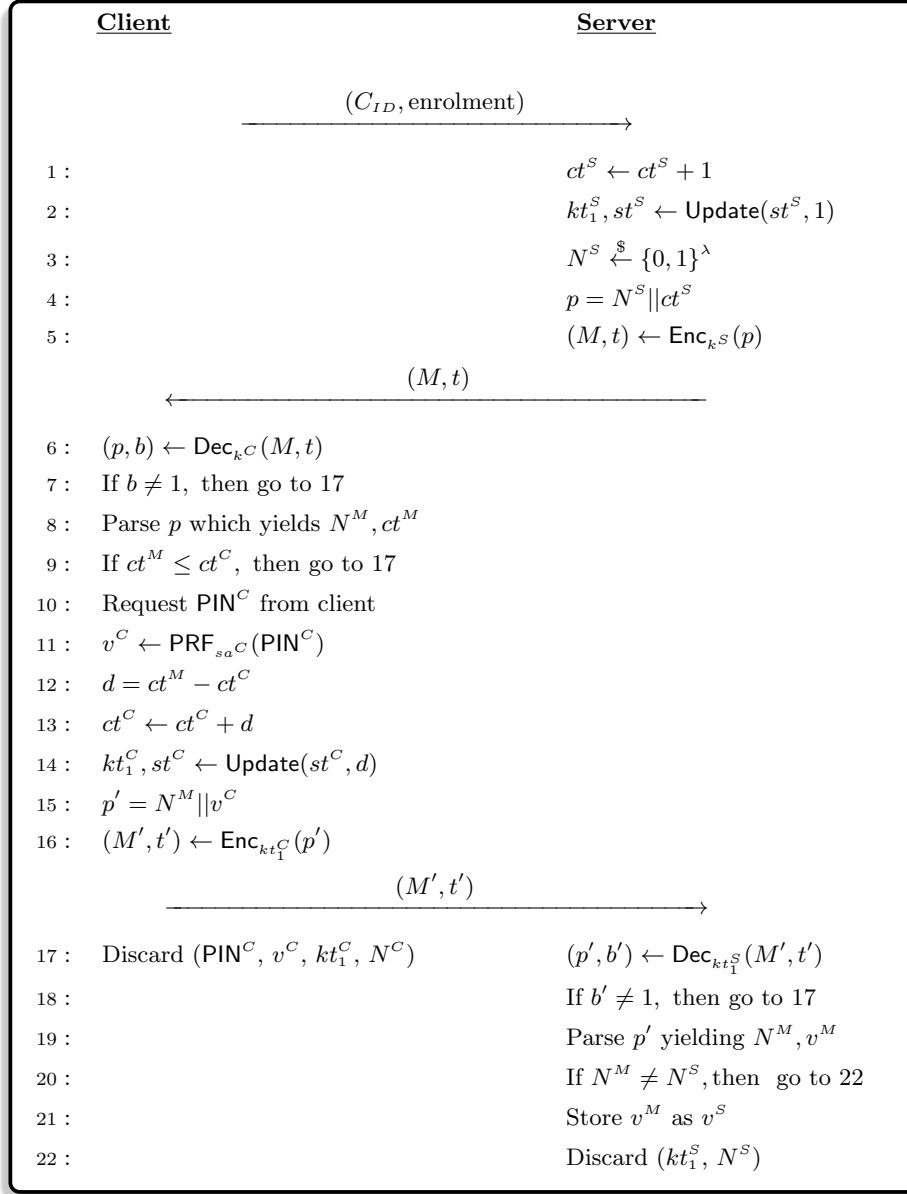 Client Server
(C_{ID}, enrolment)
1 : ct^S ← ct^S + 1
2 : kt_1^S, st^S ← Update(st^S, 1)
3 : N^S ←$ {0, 1}^λ
4 : p = N^S||ct^S
5 : (M, t) ← Enc_{k^S}(p)
(M, t)
6 : (p, b) ← Dec_{k^C}(M, t)
7 : If b ≠ 1, then go to 17
8 : Parse p which yields N^M, ct^M
9 : If ct^M ≤ ct^C, then go to 17
10 : Request PIN^C from client
11 : v^C ← PRF_{sa^C}(PIN^C)
12 : d = ct^M − ct^C
13 : ct^C ← ct^C + d
14 : kt_1^C, st^C ← Update(st^C, d)
15 : p′ = N^M||v^C
16 : (M′, t′) ← Enc_{kt_1^C}(p′)
(M′, t′)
17 : Discard (PIN^C, v^C, kt_1^C, N^C) (p′, b′) ← Dec_{kt_1^S}(M′, t′)
18 : If b′ ≠ 1, then go to 17
19 : Parse p′ yielding N^M, v^M
20 : If N^M ≠ N^S, then go to 22
21 : Store v^M as v^S
22 : Discard (kt_1^S, N^S)